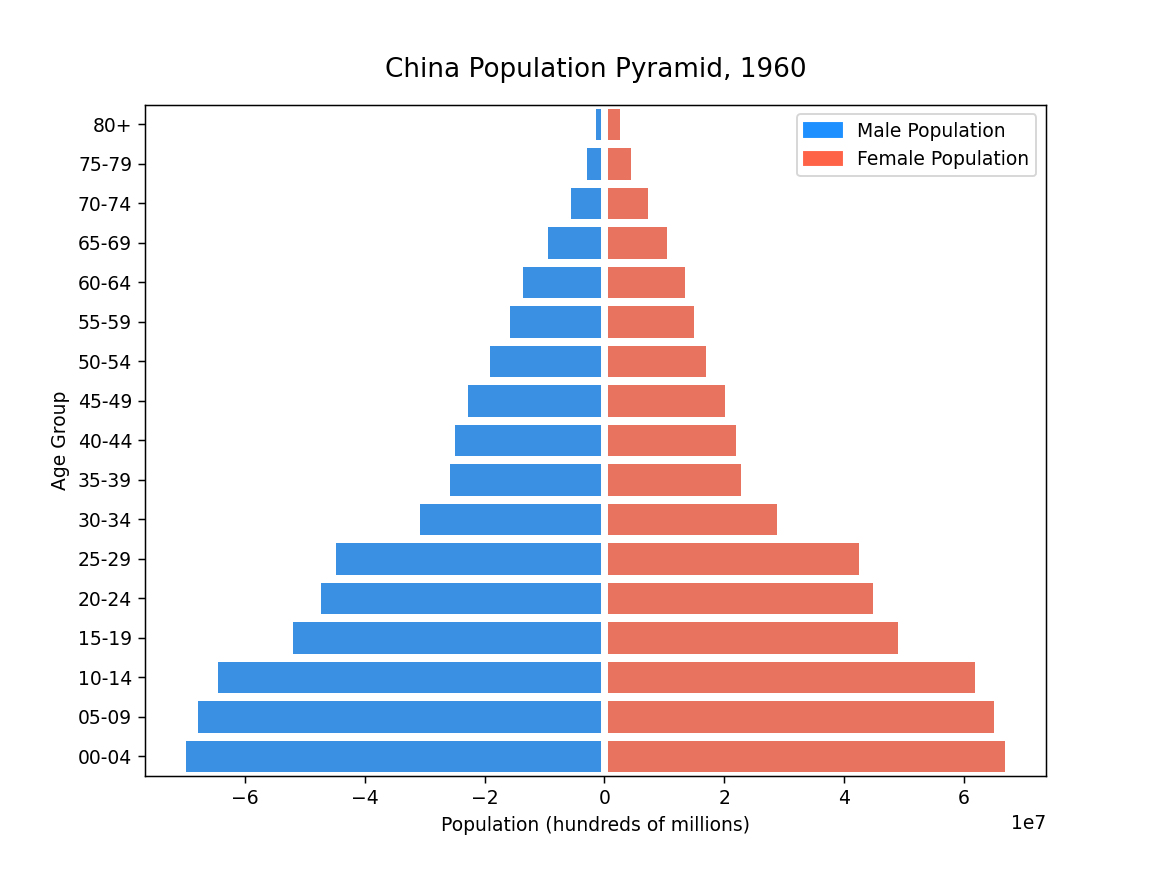 China Population Pyramid, 1960
Male Population
Female Population
80+
75-79
70-74
65-69
60-64
55-59
50-54
45-49
40-44
35-39
30-34
25-29
20-24
15-19
10-14
05-09
00-04
Age Group
−6 −4 −2 0 2 4 6
1e7
Population (hundreds of millions)